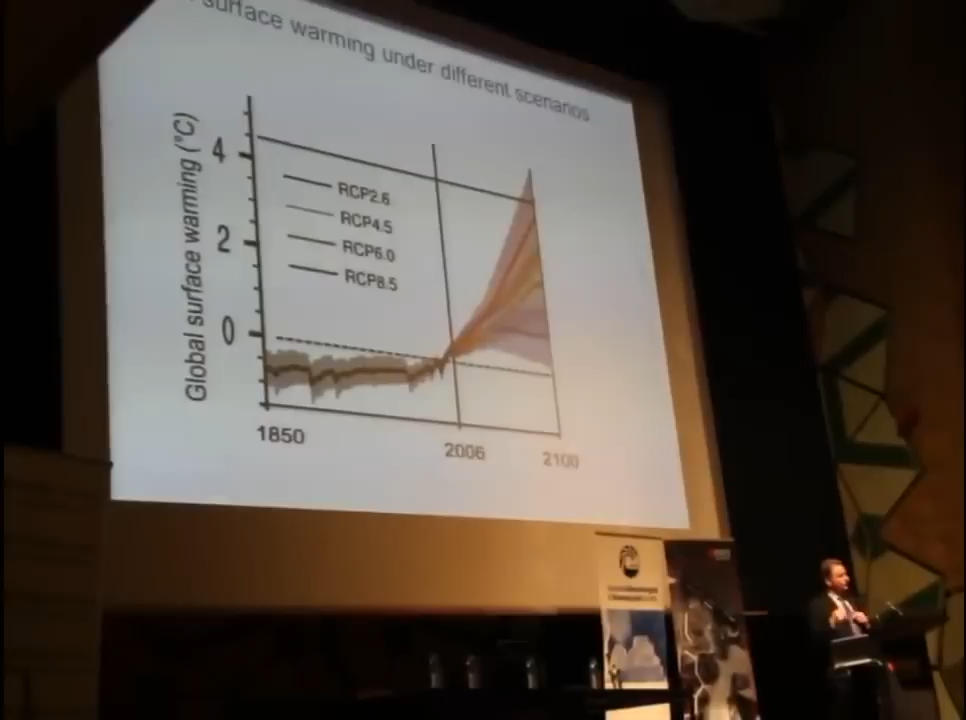 surface warming under different scenarios
Global surface warming (°C)
4
2
0
RCP2.6
RCP4.5
RCP6.0
RCP8.5
1850
2006
2100